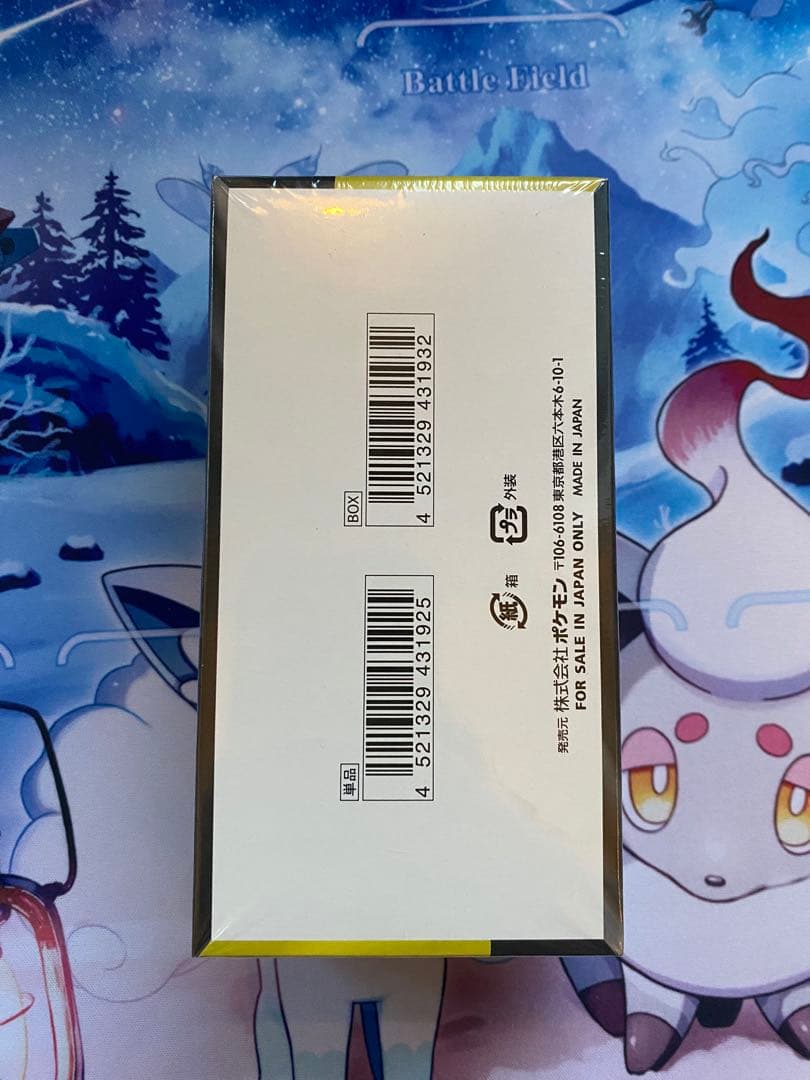 Battle Field
BOX
4 521329 431932
単品
4 521329 431925
プラ 外装
紙 箱
発売元 株式会社 ポケモン 〒106-6108 東京都港区六本木6-10-1
FOR SALE IN JAPAN ONLY MADE IN JAPAN